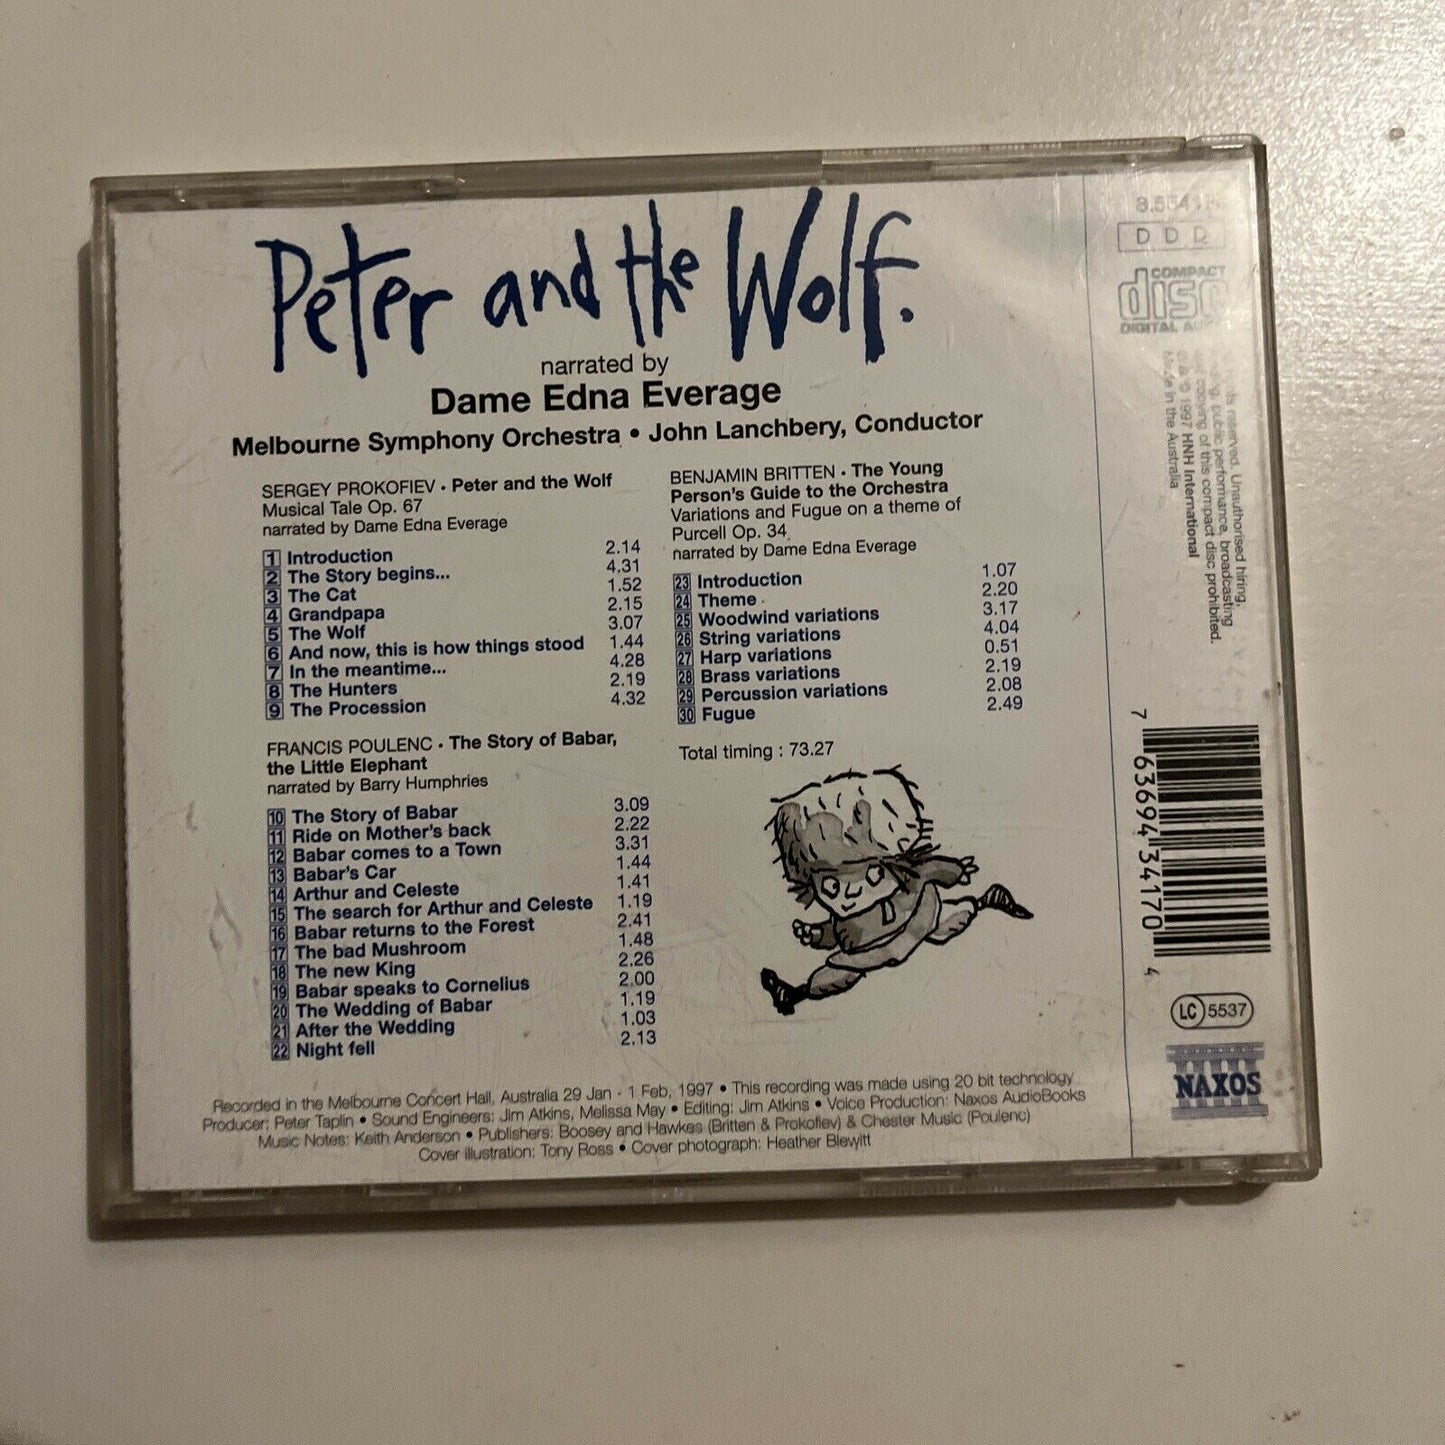 Peter and the Wolf.
narrated by
Dame Edna Everage
Melbourne Symphony Orchestra • John Lanchbery, Conductor
SERGEY PROKOFIEV • Peter and the Wolf
Musical Tale Op. 67
narrated by Dame Edna Everage
1 Introduction 2.14
2 The Story begins... 4.31
3 The Cat 1.52
4 Grandpapa 2.15
5 The Wolf 3.07
6 And now, this is how things stood 1.44
7 In the meantime... 4.28
8 The Hunters 2.19
9 The Procession 4.32
FRANCIS POULENC • The Story of Babar,
the Little Elephant
narrated by Barry Humphries
10 The Story of Babar 3.09
11 Ride on Mother's back 2.22
12 Babar comes to a Town 3.31
13 Babar's Car 1.44
14 Arthur and Celeste 1.41
15 The search for Arthur and Celeste 1.19
16 Babar returns to the Forest 2.41
17 The bad Mushroom 1.48
18 The new King 2.26
19 Babar speaks to Cornelius 2.00
20 The Wedding of Babar 1.19
21 After the Wedding 1.03
22 Night fell 2.13
BENJAMIN BRITTEN • The Young
Person's Guide to the Orchestra
Variations and Fugue on a theme of
Purcell Op. 34
narrated by Dame Edna Everage
23 Introduction 1.07
24 Theme 2.20
25 Woodwind variations 3.17
26 String variations 4.04
27 Harp variations 0.51
28 Brass variations 2.19
29 Percussion variations 2.08
30 Fugue 2.49
Total timing : 73.27
Recorded in the Melbourne Concert Hall, Australia 29 Jan - 1 Feb, 1997 • This recording was made using 20 bit technology
Producer: Peter Taplin • Sound Engineers: Jim Atkins, Melissa May • Editing: Jim Atkins • Voice Production: Naxos AudioBooks
Music Notes: Keith Anderson • Publishers: Boosey and Hawkes (Britten & Prokofiev) & Chester Music (Poulenc)
Cover illustration: Tony Ross • Cover photograph: Heather Blewitt
DDD
COMPACT
disc
DIGITAL
rights reserved. Unauthorised hiring,
public performance, broadcasting
copying of this compact disc prohibited.
© 1997 HNH International
Made in the Australia
7 63694 34170 4
LC 5537
NAXOS